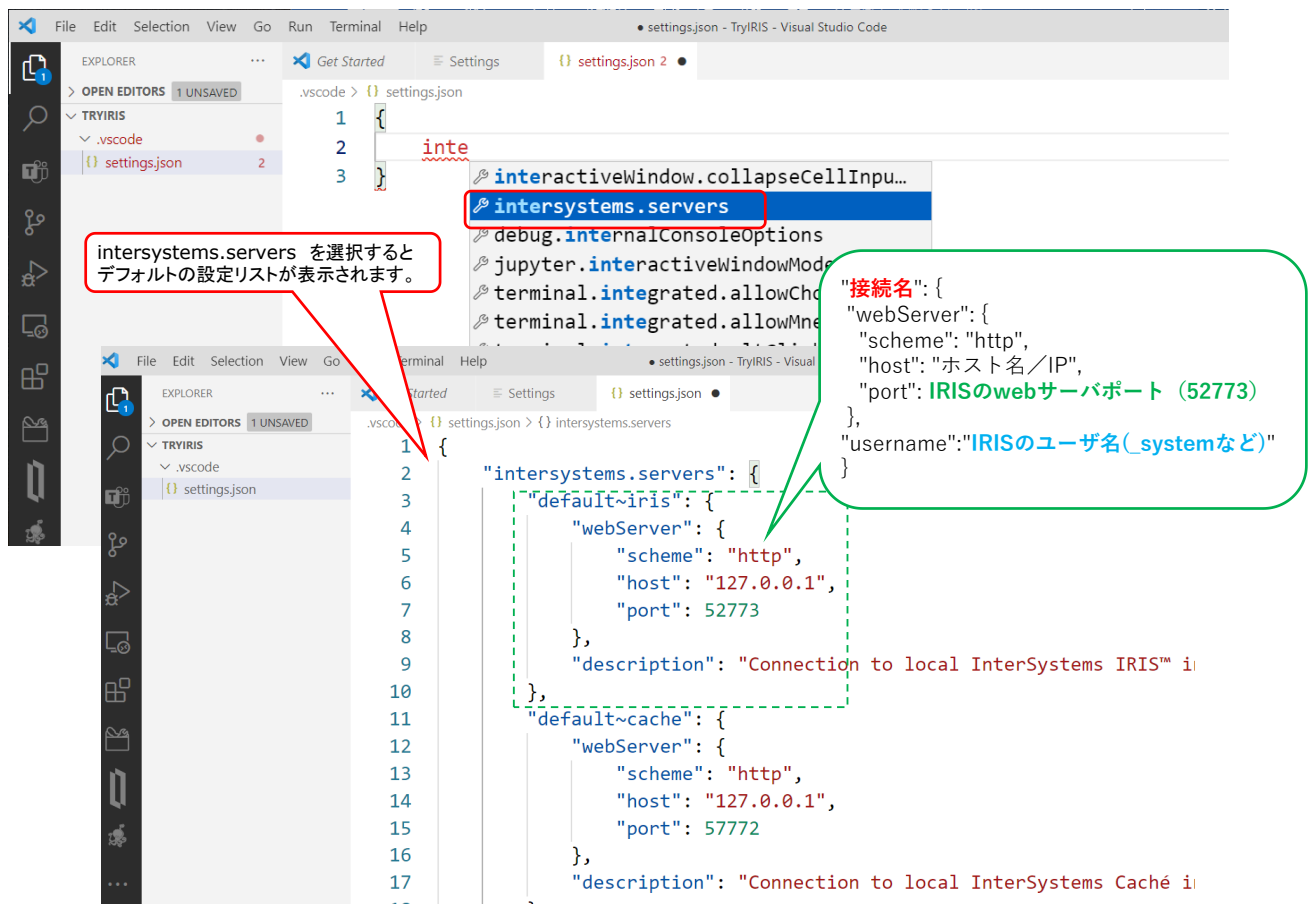 File Edit Selection View Go Run Terminal Help
● settings.json - TryIRIS - Visual Studio Code
EXPLORER ...
Get Started
Settings
{} settings.json 2 ●
OPEN EDITORS 1 UNSAVED
.vscode > {} settings.json
TRYIRIS
.vscode
{} settings.json 2
1 {
2 inte
3 }
interactiveWindow.collapseCellInpu…
intersystems.servers
debug.internalConsoleOptions
jupyter.interactiveWindowMode
terminal.integrated.allowCho
terminal.integrated.allowMne
intersystems.servers を選択すると
デフォルトの設定リストが表示されます。
"接続名": {
"webServer": {
"scheme": "http",
"host": "ホスト名／IP",
"port": IRISのwebサーバポート（52773）
},
"username":"IRISのユーザ名(_systemなど)"
}
File Edit Selection View Go Terminal Help
● settings.json - TryIRIS - Visual
EXPLORER ...
Started
Settings
{} settings.json ●
OPEN EDITORS 1 UNSAVED
.vscode > {} settings.json > {} intersystems.servers
TRYIRIS
.vscode
{} settings.json
1 {
2 "intersystems.servers": {
3 "default~iris": {
4 "webServer": {
5 "scheme": "http",
6 "host": "127.0.0.1",
7 "port": 52773
8 },
9 "description": "Connection to local InterSystems IRIS™ i
10 },
11 "default~cache": {
12 "webServer": {
13 "scheme": "http",
14 "host": "127.0.0.1",
15 "port": 57772
16 },
17 "description": "Connection to local InterSystems Caché i